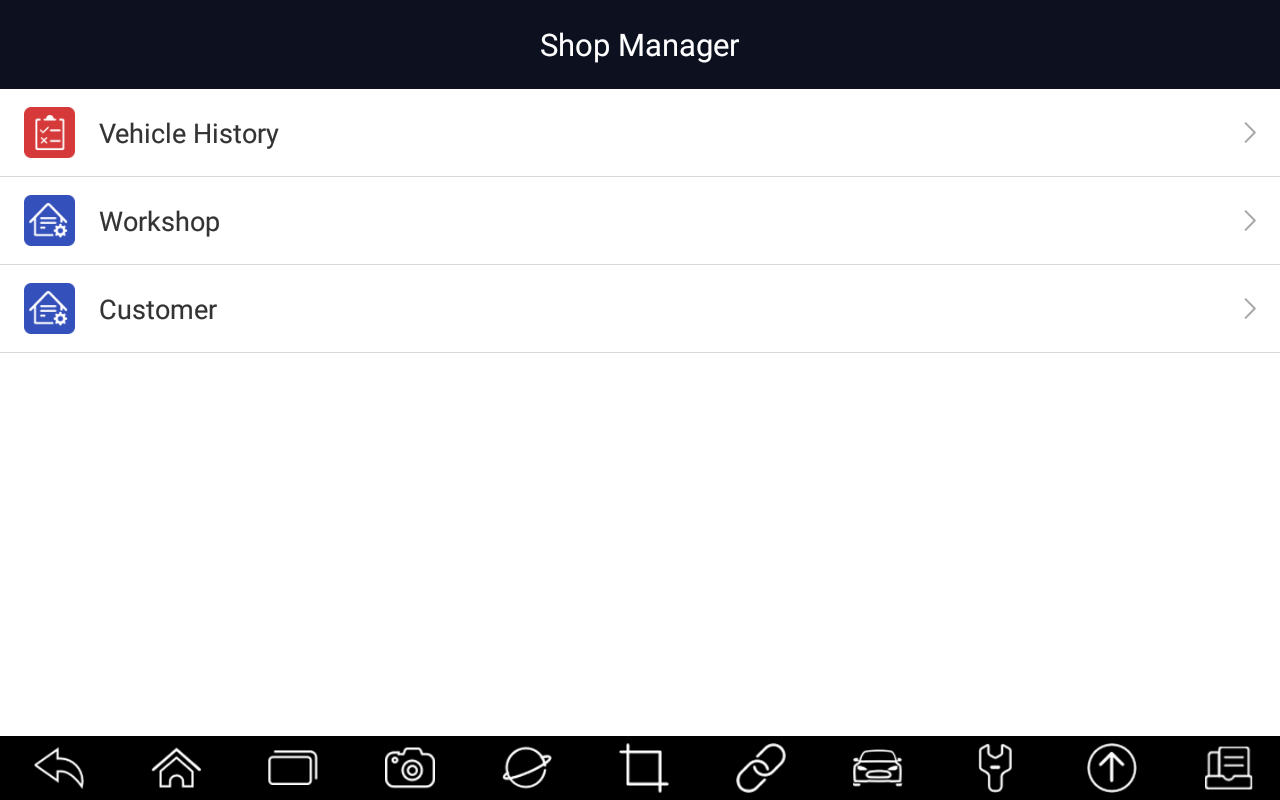 Shop Manager
Vehicle History
Workshop
Customer